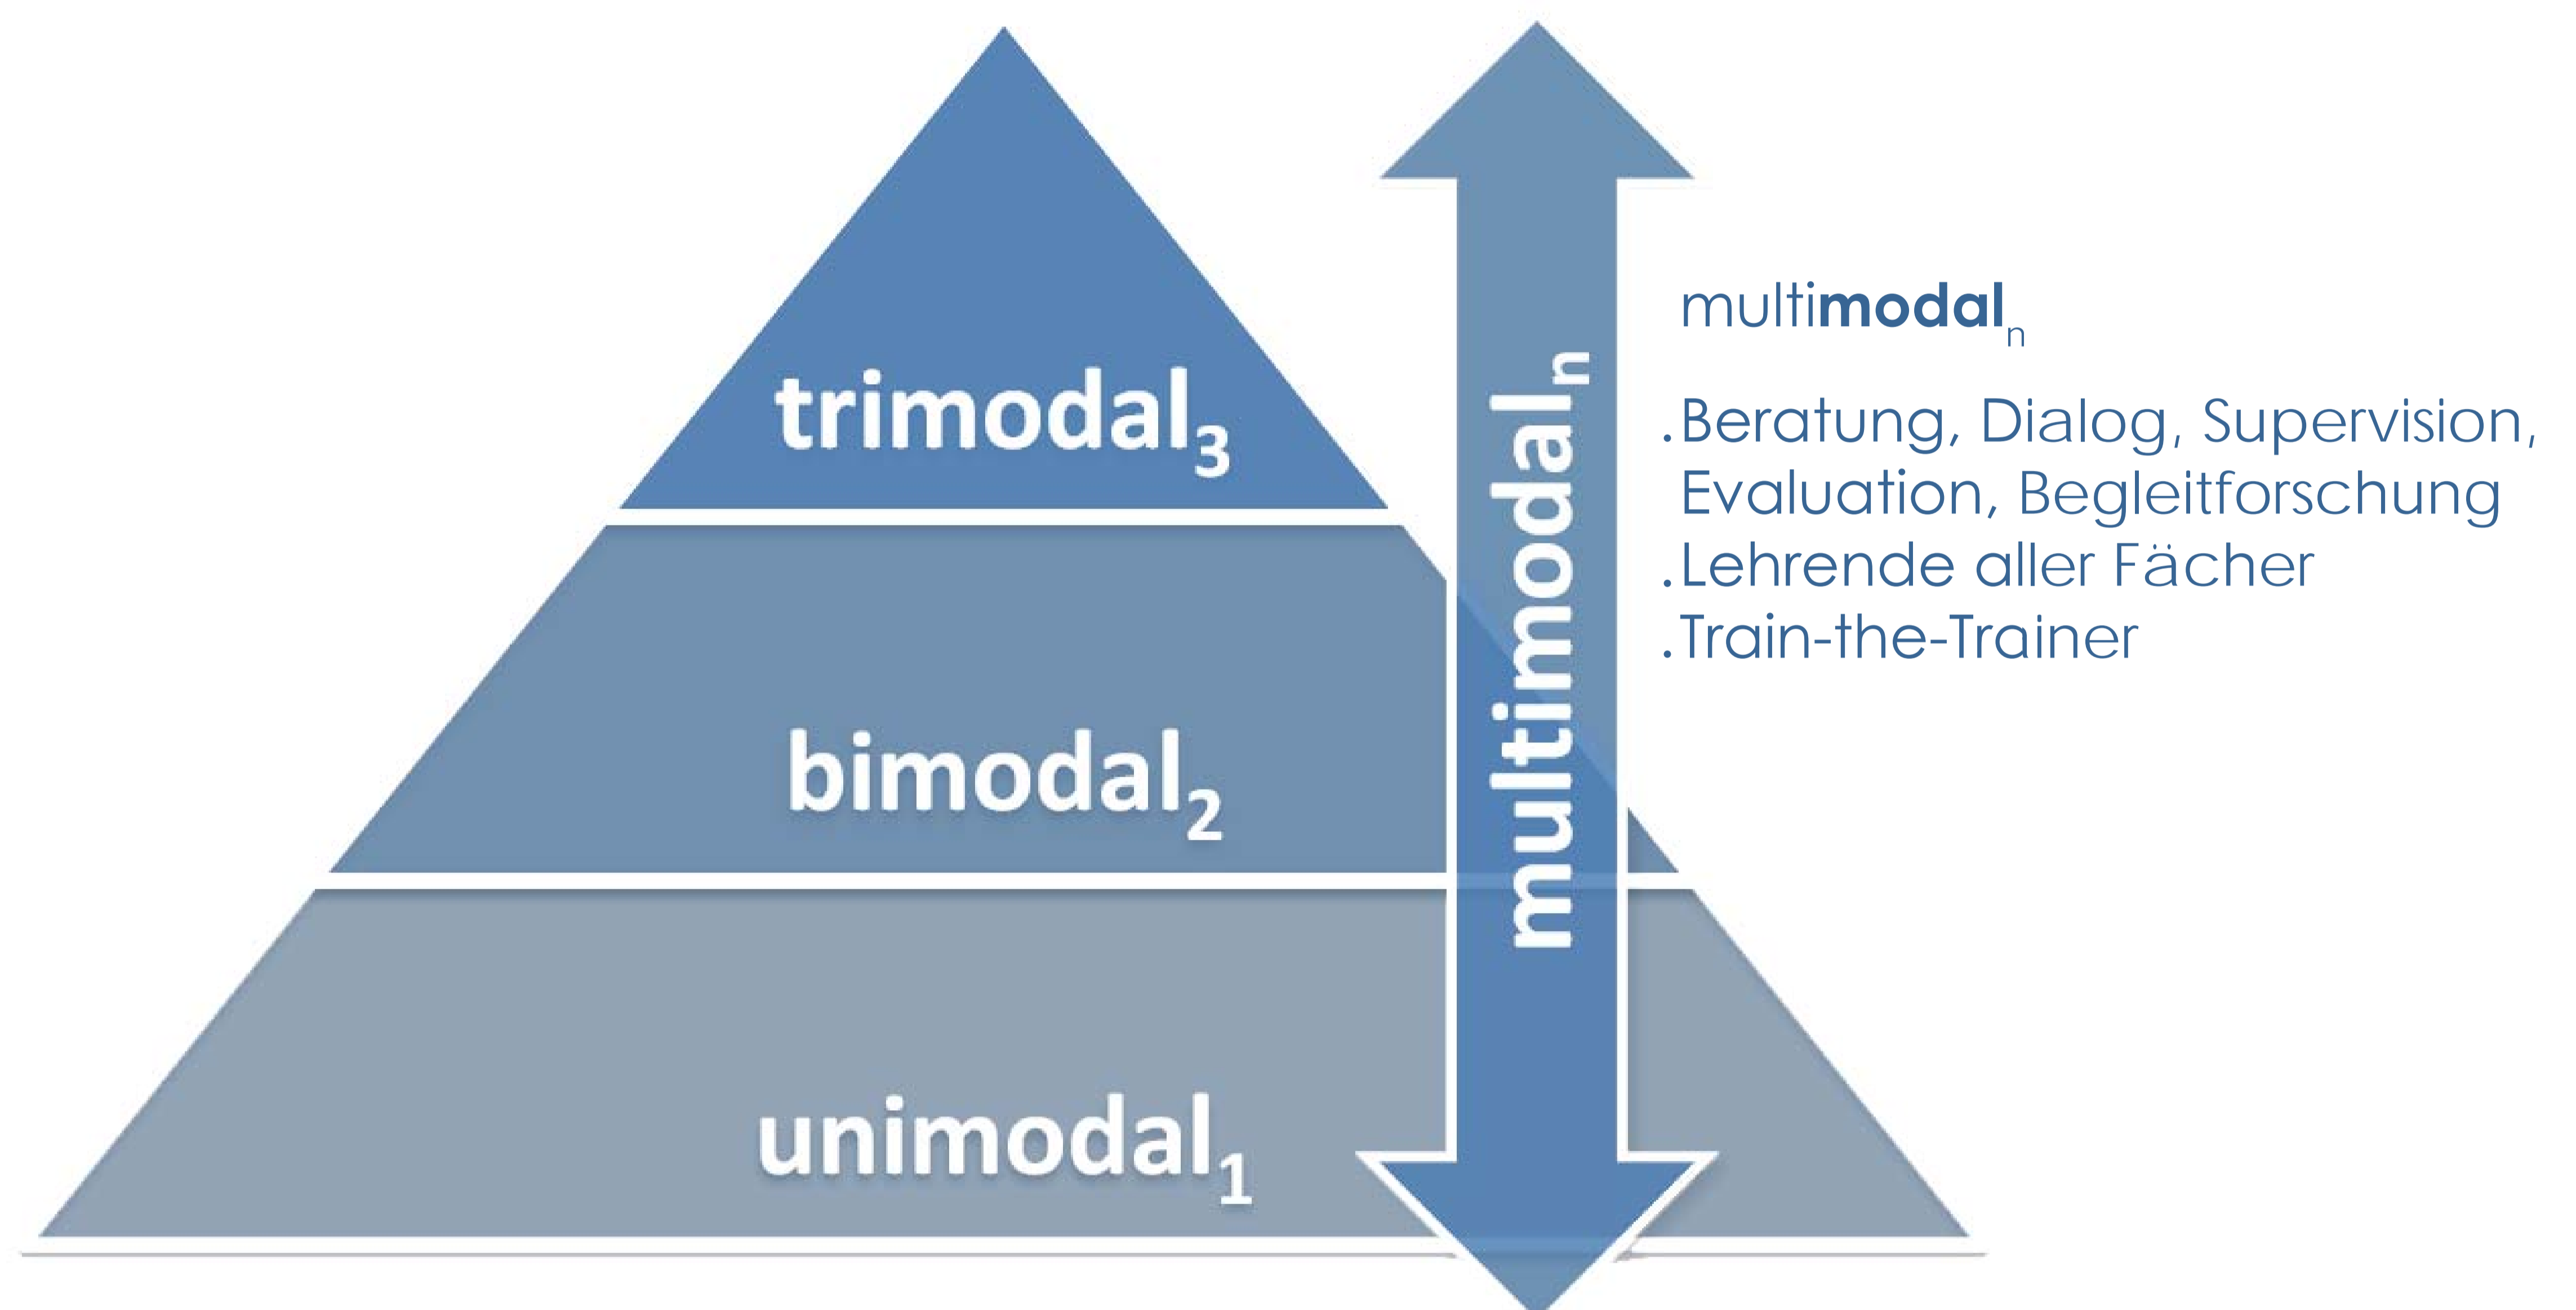 trimodal₃
bimodal₂
unimodal₁
multimodalₙ
multimodalₙ
.Beratung, Dialog, Supervision,
Evaluation, Begleitforschung
.Lehrende aller Fächer
.Train-the-Trainer